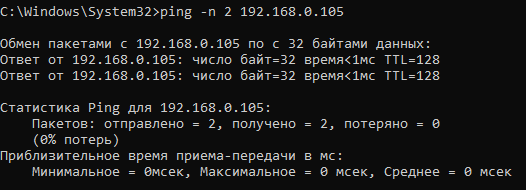 C:\Windows\System32>ping -n 2 192.168.0.105
Обмен пакетами с 192.168.0.105 по с 32 байтами данных:
Ответ от 192.168.0.105: число байт=32 время<1мс TTL=128
Ответ от 192.168.0.105: число байт=32 время<1мс TTL=128
Статистика Ping для 192.168.0.105:
Пакетов: отправлено = 2, получено = 2, потеряно = 0
(0% потерь)
Приблизительное время приема-передачи в мс:
Минимальное = 0мсек, Максимальное = 0 мсек, Среднее = 0 мсек